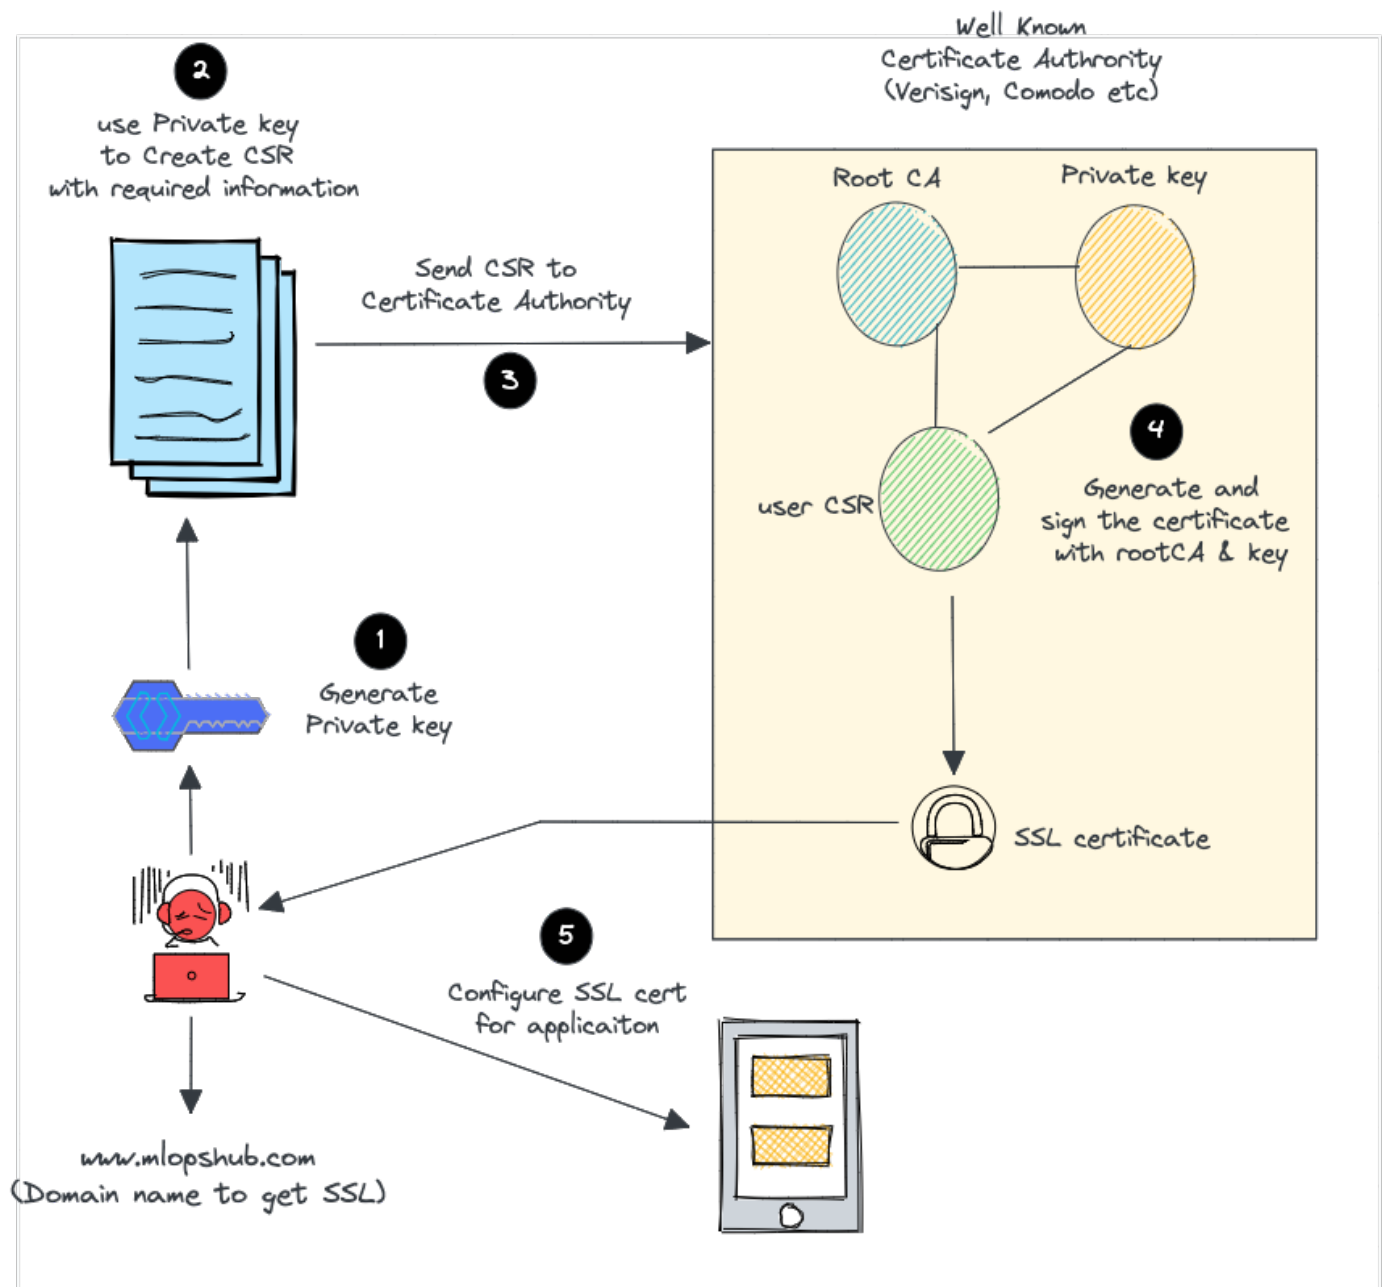 Well Known
Certificate Authrority
(Verisign, Comodo etc)
2
use Private key
to Create CSR
with required information
Root CA
Private key
Send CSR to
Certificate Authority
3
4
user CSR
Generate and
sign the certificate
with rootCA & key
1
Generate
Private key
SSL certificate
5
Configure SSL cert
for applicaiton
www.mlopshub.com
(Domain name to get SSL)